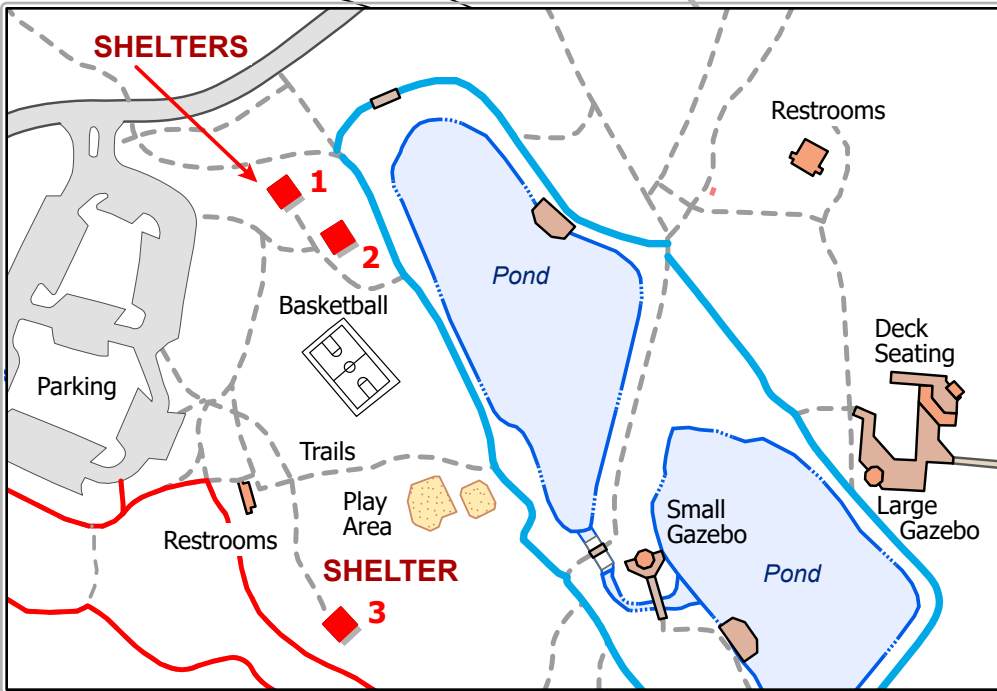 SHELTERS
1
2
Restrooms
Pond
Basketball
Deck
Seating
Parking
Trails
Play
Area
Small
Gazebo
Large
Gazebo
Restrooms
SHELTER
3
Pond